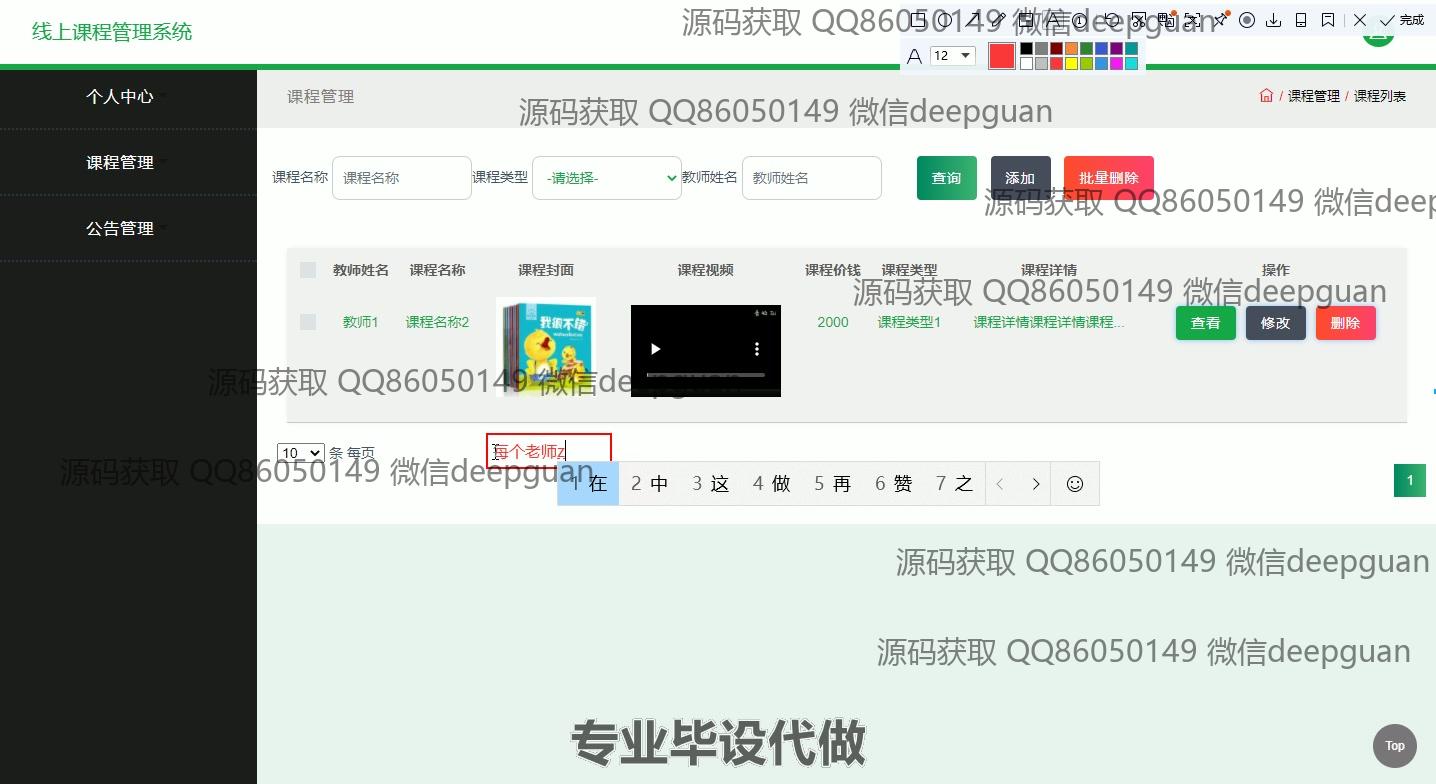 线上课程管理系统
源码获取 QQ86050149 微信deepguan
完成
A 12
个人中心
课程管理
公告管理
课程管理
/ 课程管理 / 课程列表
源码获取 QQ86050149 微信deepguan
课程名称 课程名称 课程类型 -请选择- 教师姓名 教师姓名 查询 添加 批量删除
源码获取 QQ86050149 微信deep
教师姓名 课程名称 课程封面 课程视频 课程价钱 课程类型 课程详情 操作
源码获取 QQ86050149 微信deepguan
教师1 课程名称2 我很不错 2000 课程类型1 课程详情课程详情课程... 查看 修改 删除
源码获取 QQ86050149 微信deepguan
10 条 每页
每个老师z
源码获取 QQ86050149 微信deepguan
1 在 2 中 3 这 4 做 5 再 6 赞 7 之
1
源码获取 QQ86050149 微信deepguan
源码获取 QQ86050149 微信deepguan
专业毕设代做
Top